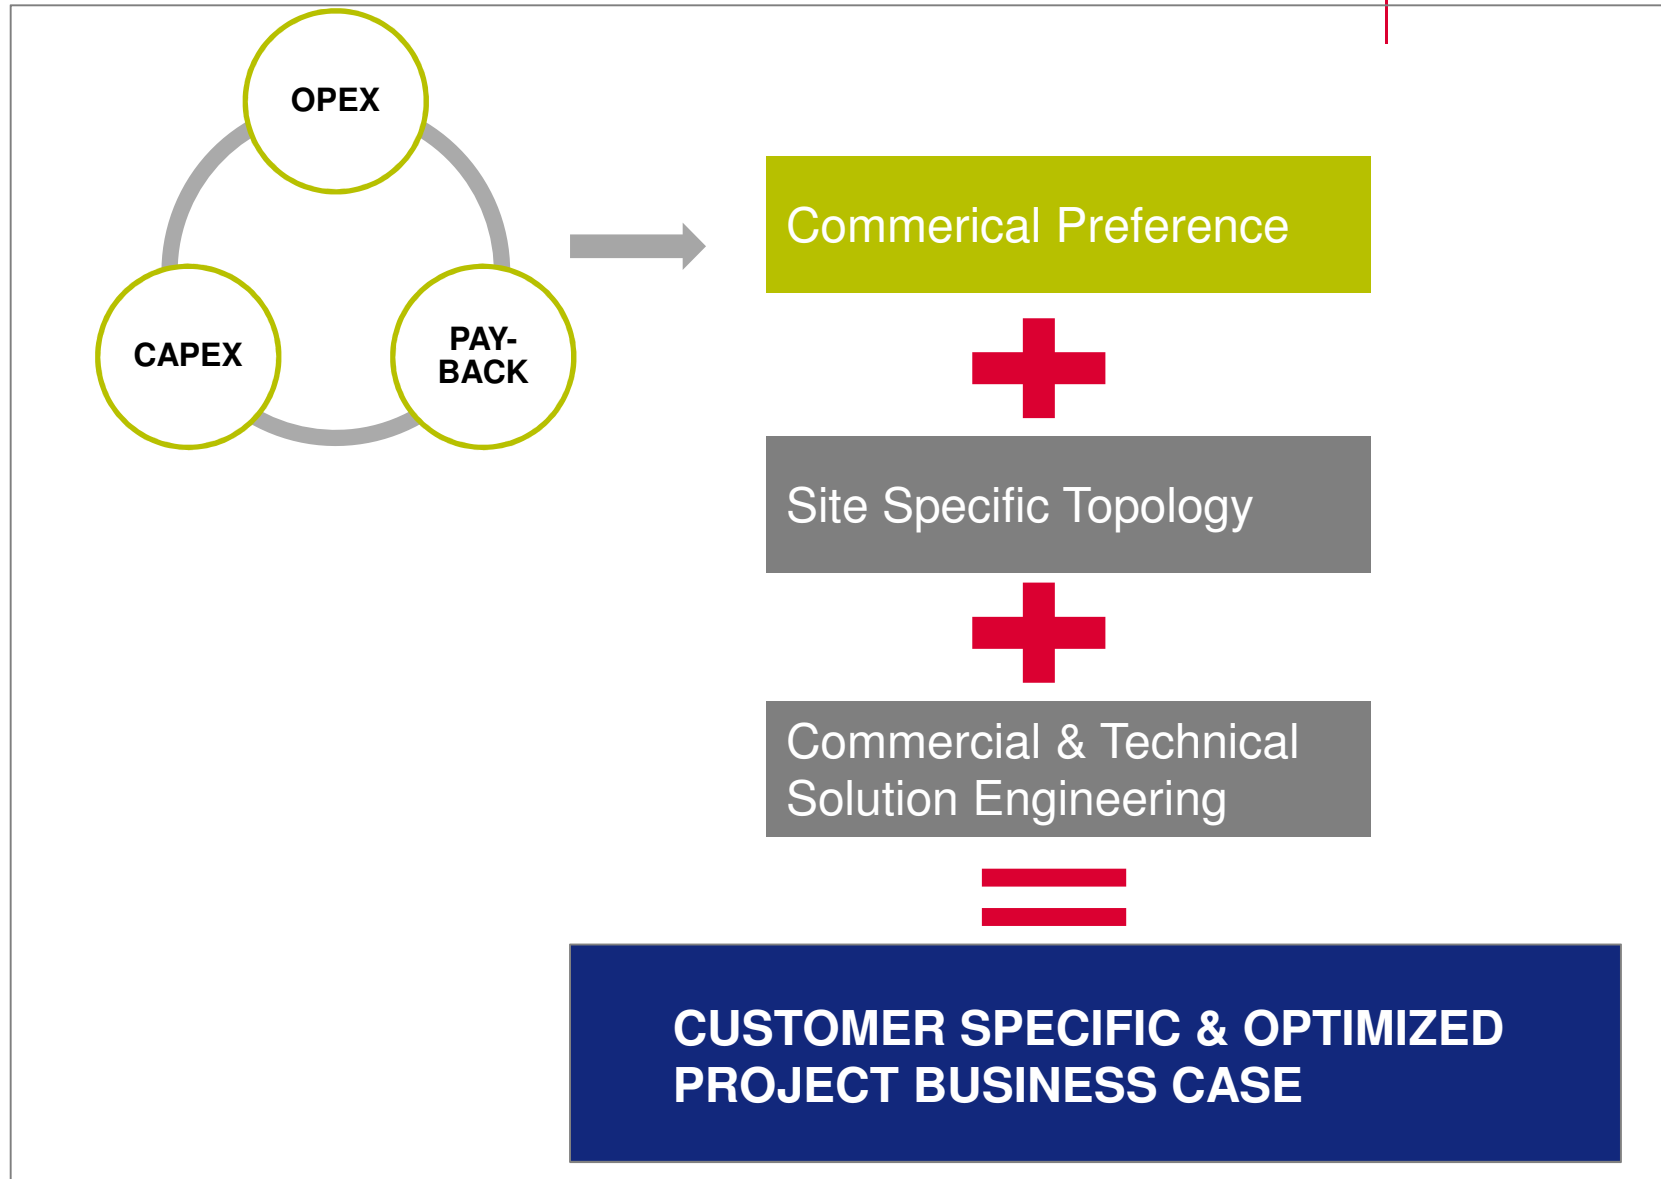 OPEX
CAPEX
PAY-
BACK
Commerical Preference
Site Specific Topology
Commercial & Technical
Solution Engineering
CUSTOMER SPECIFIC & OPTIMIZED
PROJECT BUSINESS CASE